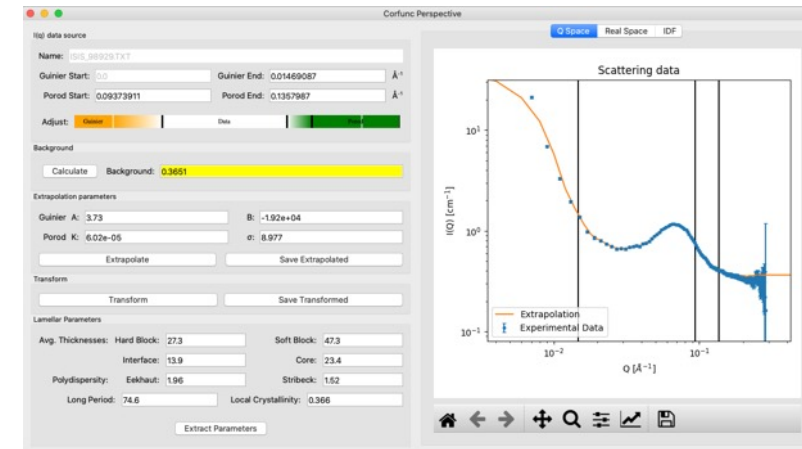 Corfunc Perspective
I(q) data source
Name: ISIS_98929.TXT
Guinier Start: 0.0 Guinier End: 0.01469087 Å⁻¹
Porod Start: 0.09373911 Porod End: 0.1357987 Å⁻¹
Adjust: Guinier Data
Background
Calculate Background: 0.3651
Extrapolation parameters
Guinier A: 3.73 B: -1.92e+04
Porod K: 6.02e-05 σ: 8.977
Extrapolate Save Extrapolated
Transform
Transform Save Transformed
Lamellar Parameters
Avg. Thicknesses: Hard Block: 27.3 Soft Block: 47.3
Interface: 13.9 Core: 23.4
Polydispersity: Eekhaut: 1.96 Stribeck: 1.52
Long Period: 74.6 Local Crystallinity: 0.366
Extract Parameters
Q Space Real Space IDF
Scattering data
10¹
10⁰
10⁻¹
I(Q) [cm⁻¹]
Extrapolation
Experimental Data
10⁻² 10⁻¹
Q [Å⁻¹]